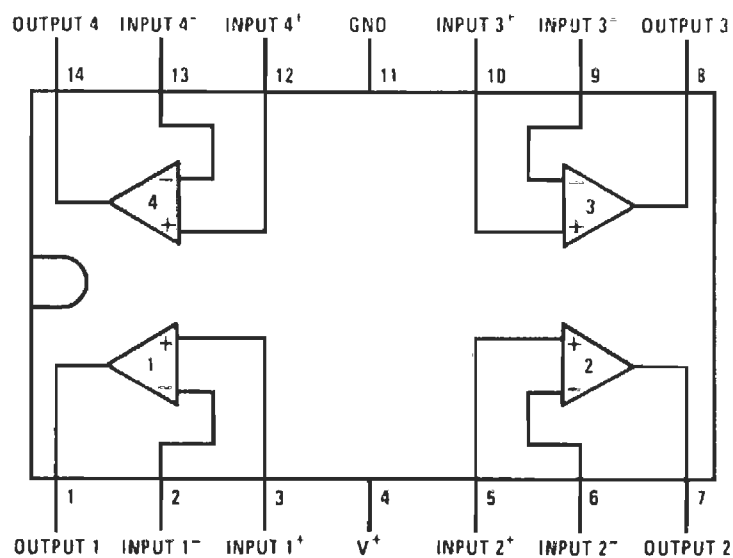 OUTPUT 4 INPUT 4- INPUT 4+ GND INPUT 3+ INPUT 3- OUTPUT 3
14 13 12 11 10 9 8
- -
4 3
+ +
+ +
1 2
- -
1 2 3 4 5 6 7
OUTPUT 1 INPUT 1- INPUT 1+ V+ INPUT 2+ INPUT 2- OUTPUT 2